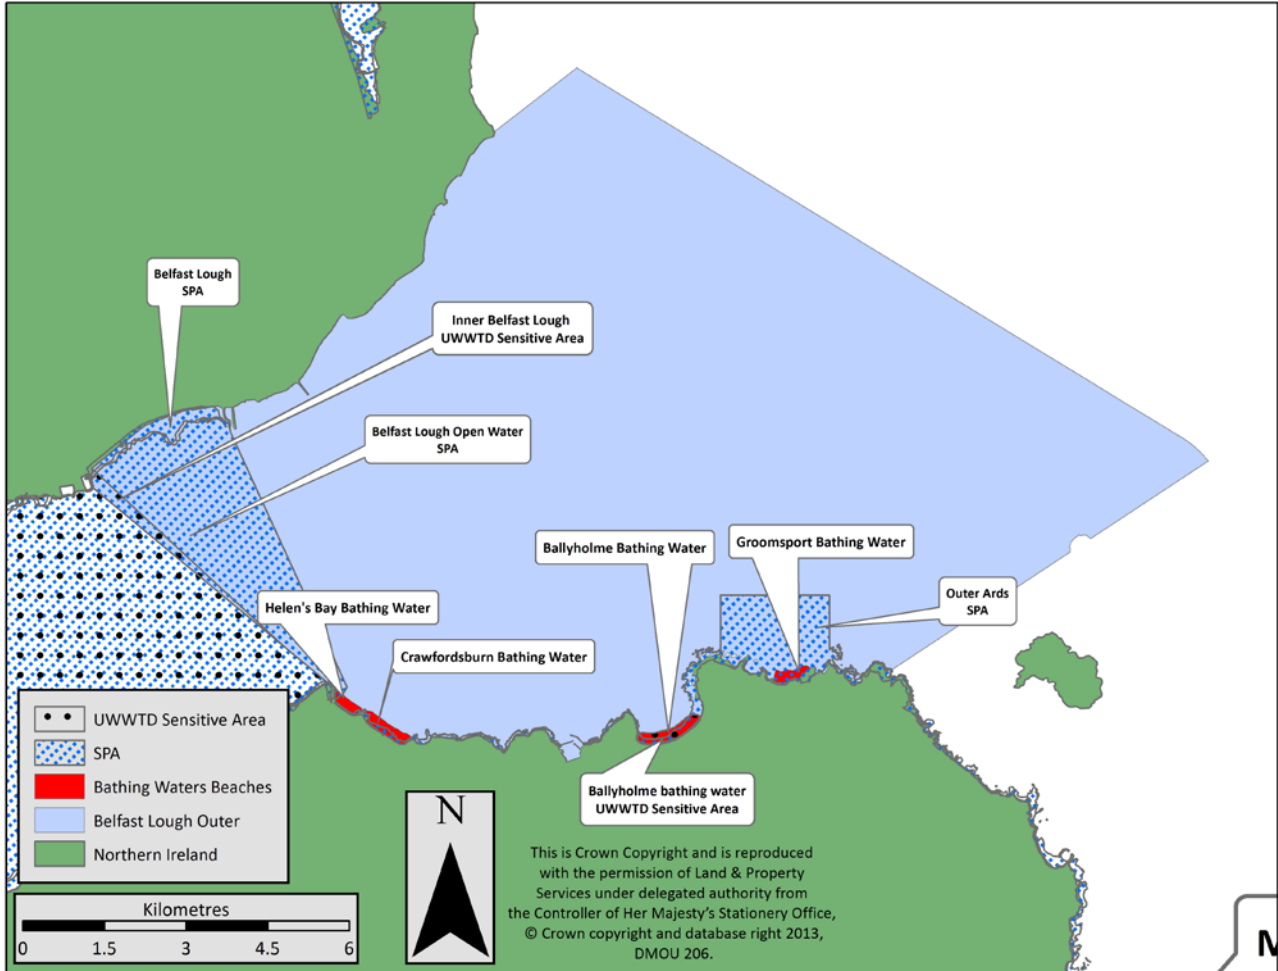 Belfast Lough
SPA
Inner Belfast Lough
UWWTD Sensitive Area
Belfast Lough Open Water
SPA
Ballyholme Bathing Water
Groomsport Bathing Water
Outer Ards
SPA
Helen's Bay Bathing Water
Crawfordsburn Bathing Water
Ballyholme bathing water
UWWTD Sensitive Area
UWWTD Sensitive Area
SPA
Bathing Waters Beaches
Belfast Lough Outer
Northern Ireland
Kilometres
0 1.5 3 4.5 6
N
This is Crown Copyright and is reproduced
with the permission of Land & Property
Services under delegated authority from
the Controller of Her Majesty's Stationery Office,
© Crown copyright and database right 2013,
DMOU 206.